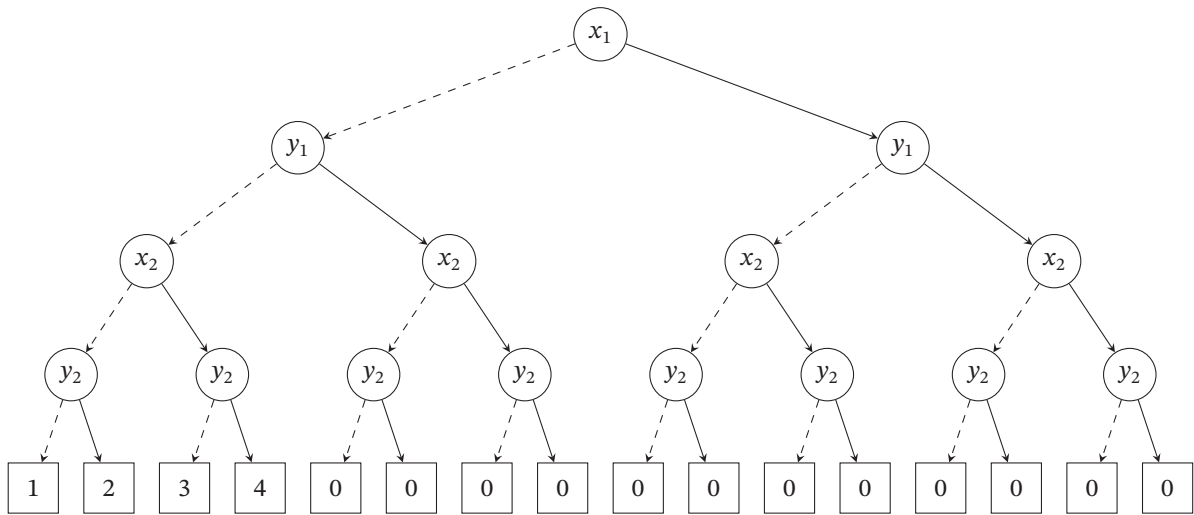 x₁
y₁ y₁
x₂ x₂ x₂ x₂
y₂ y₂ y₂ y₂ y₂ y₂ y₂ y₂
1 2 3 4 0 0 0 0 0 0 0 0 0 0 0 0